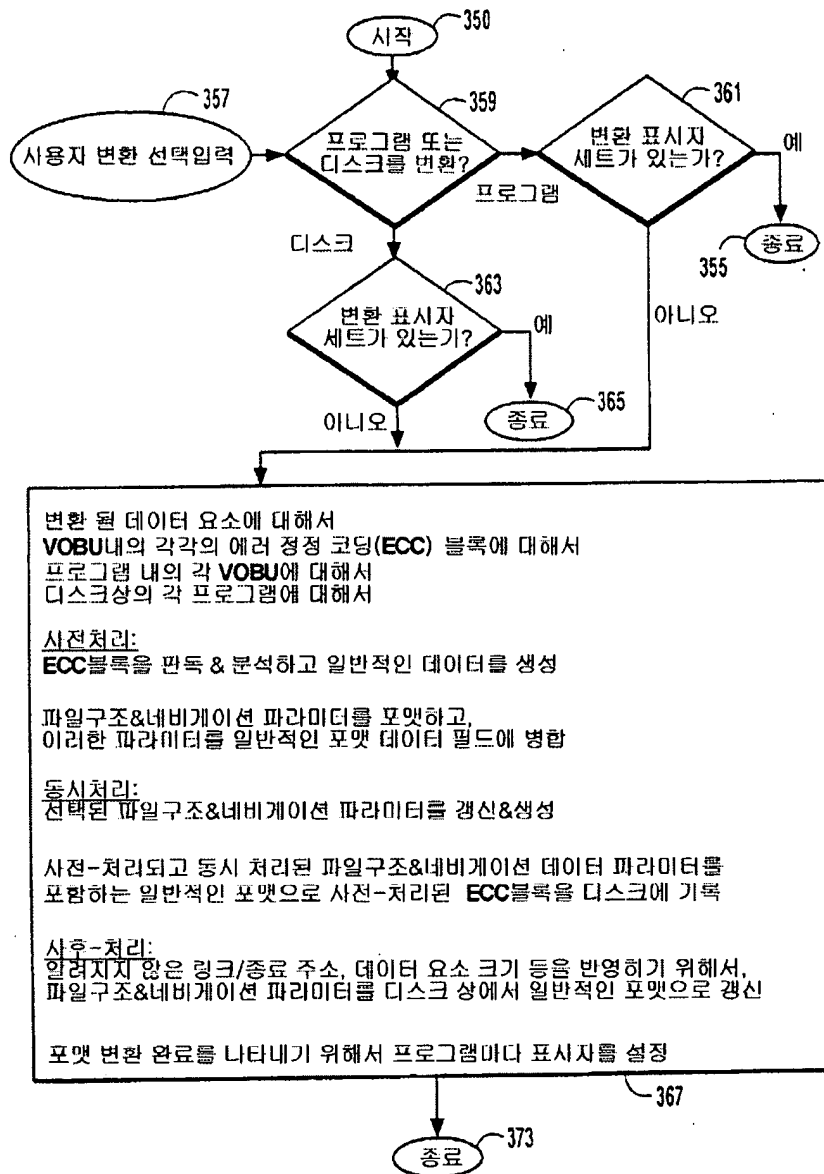 시작
350
357
사용자 변환 선택입력
359
프로그램 또는
디스크를 변환?
프로그램
361
변환 표시자
세트가 있는가?
예
355
종료
디스크
363
변환 표시자
세트가 있는가?
예
365
종료
아니오
아니오
변환 될 데이터 요소에 대해서
VOBU내의 각각의 에러 정정 코딩(ECC) 블록에 대해서
프로그램 내의 각 VOBU에 대해서
디스크상의 각 프로그램에 대해서
사전처리:
ECC블록을 판독 & 분석하고 일반적인 데이터를 생성
파일구조&네비게이션 파라미터를 포맷하고,
이러한 파라미터를 일반적인 포맷 데이터 필드에 병합
동시처리:
선택된 파일구조&네비게이션 파라미터를 갱신&생성
사전-처리되고 동시 처리된 파일구조&네비게이션 데이터 파라미터를
포함하는 일반적인 포맷으로 사전-처리된 ECC블록을 디스크에 기록
사후-처리:
알려지지 않은 링크/종료 주소, 데이터 요소 크기 등을 반영하기 위해서,
파일구조&네비게이션 파라미터를 디스크 상에서 일반적인 포맷으로 갱신
포맷 변환 완료를 나타내기 위해서 프로그램마다 표시자를 설정
367
종료
373